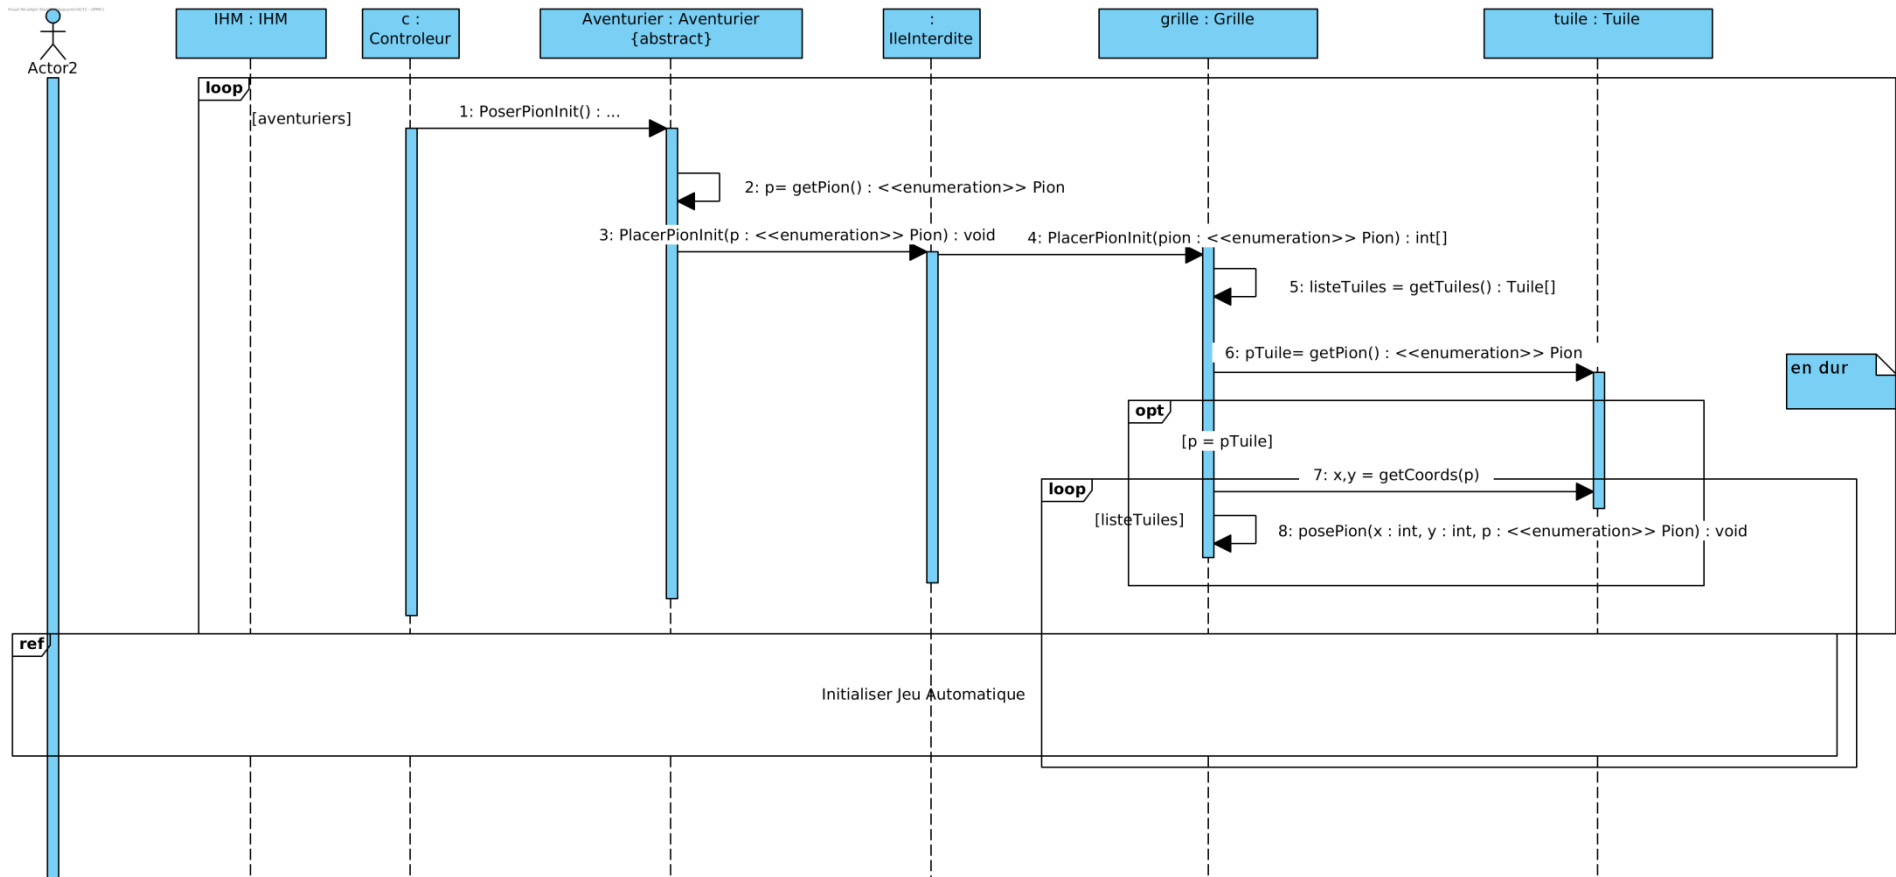 IHM : IHM
c :
Controleur
Aventurier : Aventurier
{abstract}
:
IleInterdite
grille : Grille
tuile : Tuile
Actor2
loop
[aventuriers]
1: PoserPionInit() : ...
2: p= getPion() : <<enumeration>> Pion
3: PlacerPionInit(p : <<enumeration>> Pion) : void
4: PlacerPionInit(pion : <<enumeration>> Pion) : int[]
5: listeTuiles = getTuiles() : Tuile[]
6: pTuile= getPion() : <<enumeration>> Pion
en dur
opt
[p = pTuile]
7: x,y = getCoords(p)
loop
[listeTuiles]
8: posePion(x : int, y : int, p : <<enumeration>> Pion) : void
ref
Initialiser Jeu Automatique